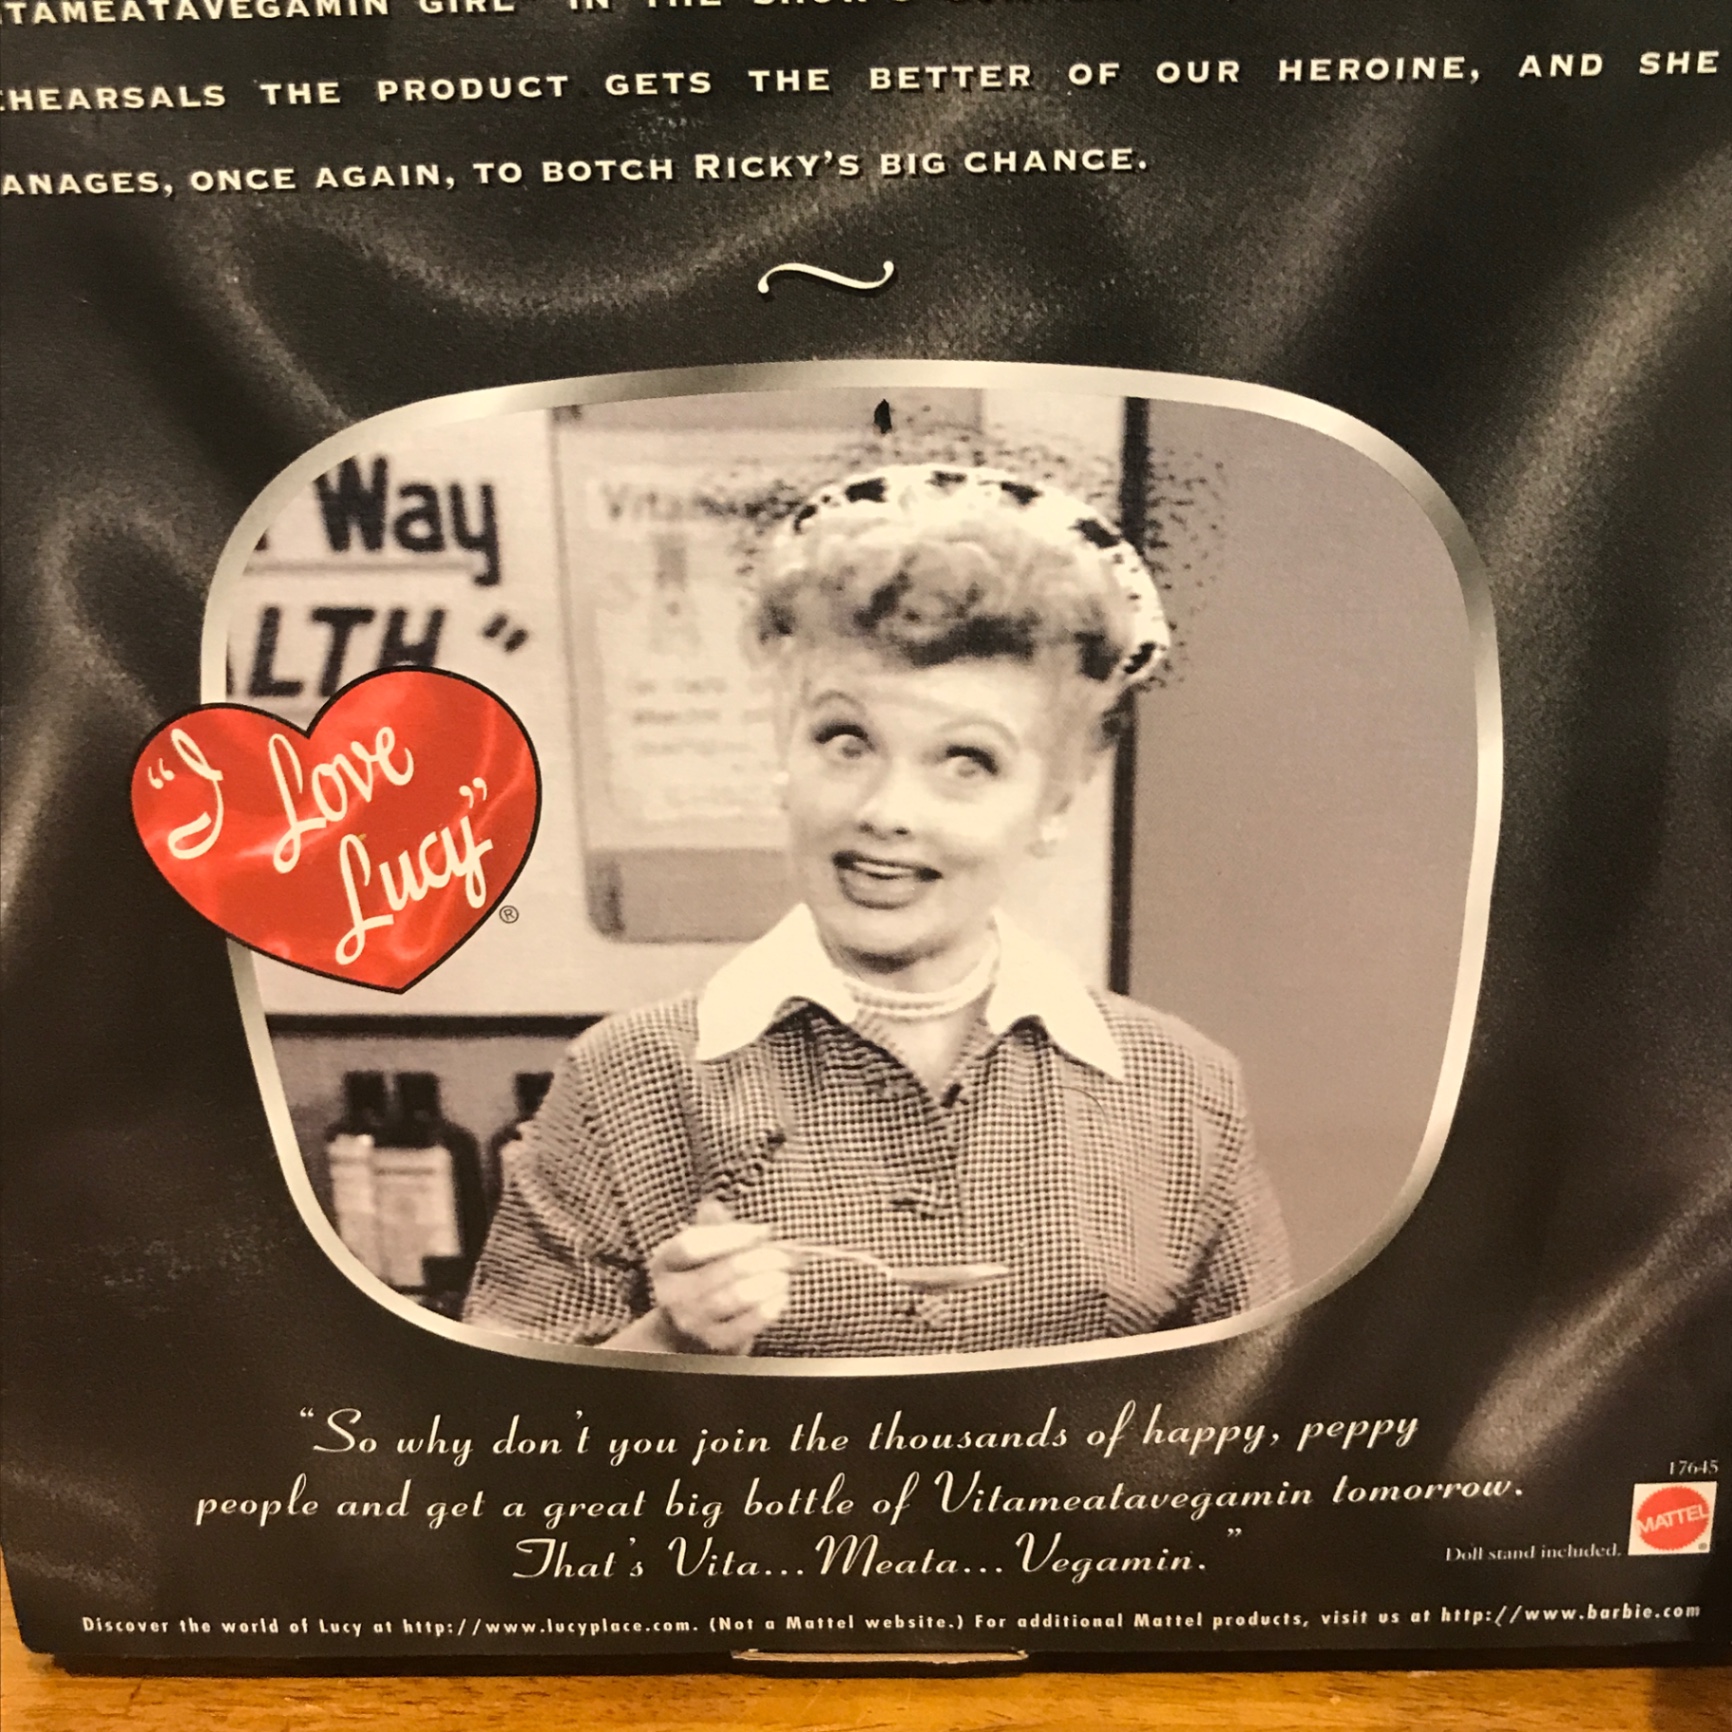 GIRL" IN THE SHOW'S
THE PRODUCT GETS THE BETTER OF OUR HEROINE, AND SHE
ONCE AGAIN, TO BOTCH RICKY'S BIG CHANCE.
Way
LTH"
"I Love
Lucy"
®
"So why don't you join the thousands of happy, peppy
people and get a great big bottle of Vitameatavegamin tomorrow.
That's Vita...Meata...Vegamin."
17645
MATTEL
Doll stand included.
Discover the world of Lucy at http://www.lucyplace.com. (Not a Mattel website.) For additional Mattel products, visit us at http://www.barbie.com